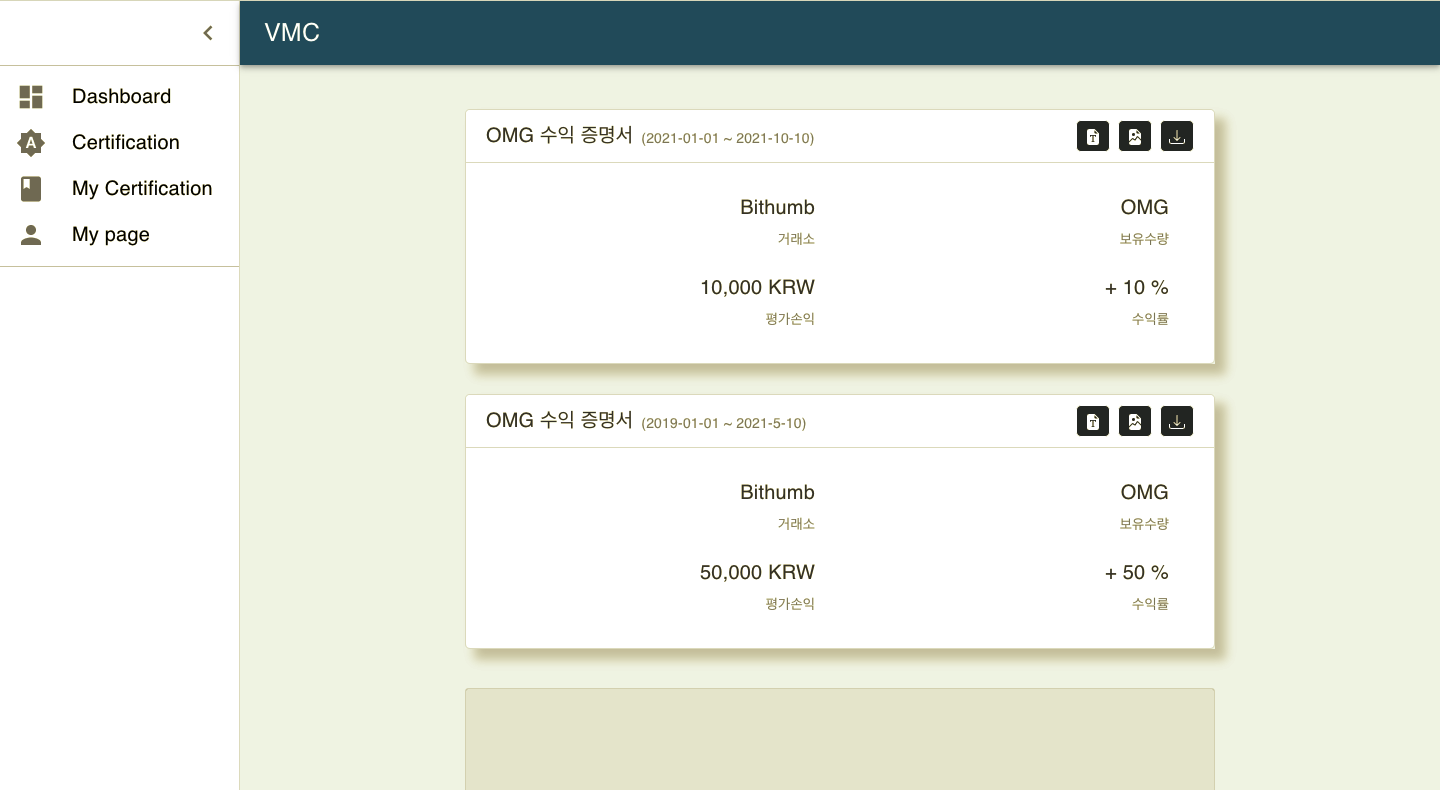 VMC
Dashboard
Certification
My Certification
My page
OMG 수익 증명서 (2021-01-01 ~ 2021-10-10)
Bithumb
거래소
OMG
보유수량
10,000 KRW
평가손익
+ 10 %
수익률
OMG 수익 증명서 (2019-01-01 ~ 2021-5-10)
Bithumb
거래소
OMG
보유수량
50,000 KRW
평가손익
+ 50 %
수익률